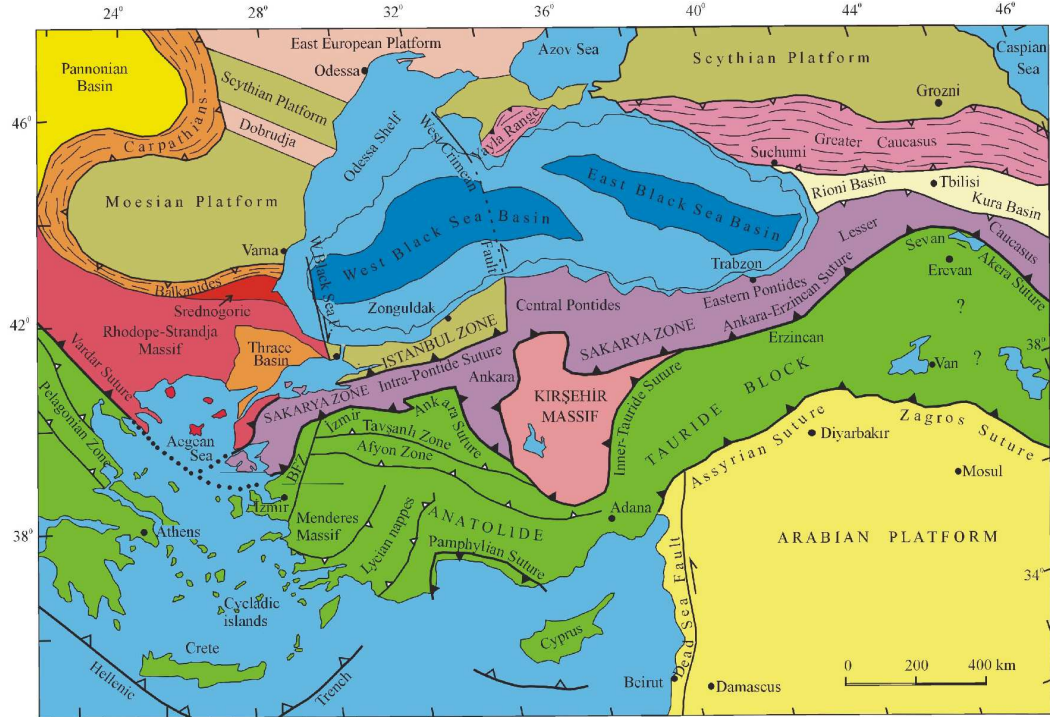 24° 28° 32° 36° 40° 44° 46°
East European Platform
Azov Sea
Caspian
Sea
Pannonian
Basin
Odessa
Scythian Platform
Scythian Platform
Grozni
Dobrudja
Carpathians
Odessa Shelf
West Crimean
Fault
Yayla Range
46°
Greater Caucasus
Suchumi
Rioni Basin
Tbilisi
Kura Basin
Moesian Platform
East Black Sea Basin
West Black Sea Basin
Lesser
Caucasus
Varna
W.Black Sea F.
Sevan
Akera Suture
Erevan
Trabzon
Balkanides
Srednogoric
Zonguldak
Central Pontides
Eastern Pontides
Ankara-Erzincan Suture
42°
Rhodope-Strandja
Massif
Thrace
Basin
ISTANBUL ZONE
SAKARYA ZONE
Erzincan
?
38°
Vardar Suture
Intra-Pontide Suture
Ankara
KIRŞEHİR
MASSIF
Van
?
Pelagonian Zone
SAKARYA ZONE
İzmir
Ankara Suture
Inner-Tauride Suture
TAURIDE BLOCK
Aegean
Sea
Tavşanlı Zone
Afyon Zone
BFZ
Assyrian Suture
Zagros Suture
Diyarbakır
Mosul
İzmir
Menderes
Massif
Lycian nappes
ANATOLIDE
Pamphylian Suture
Adana
38°
Athens
ARABIAN PLATFORM
34°
Cycladic
islands
Crete
Cyprus
Dead Sea Fault
Hellenic
Trench
Beirut
Damascus
0 200 400 km